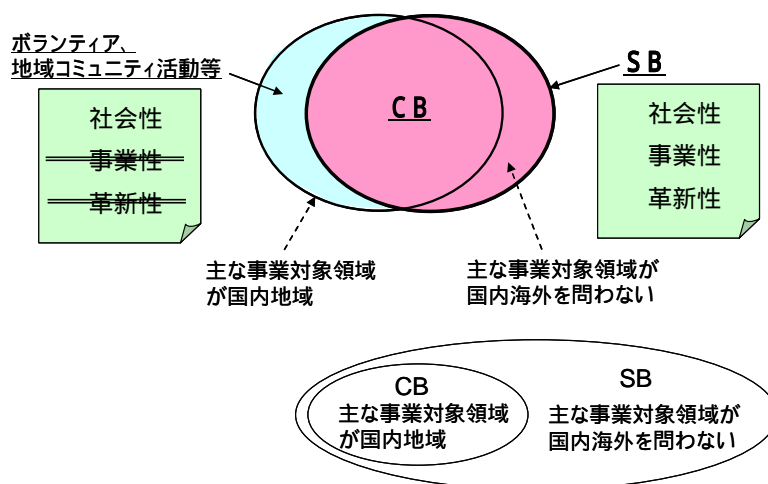 ボランティア、
地域コミュニティ活動等
社会性
事業性
革新性
CB
SB
社会性
事業性
革新性
主な事業対象領域
が国内地域
主な事業対象領域が
国内海外を問わない
CB
主な事業対象領域
が国内地域
SB
主な事業対象領域が
国内海外を問わない